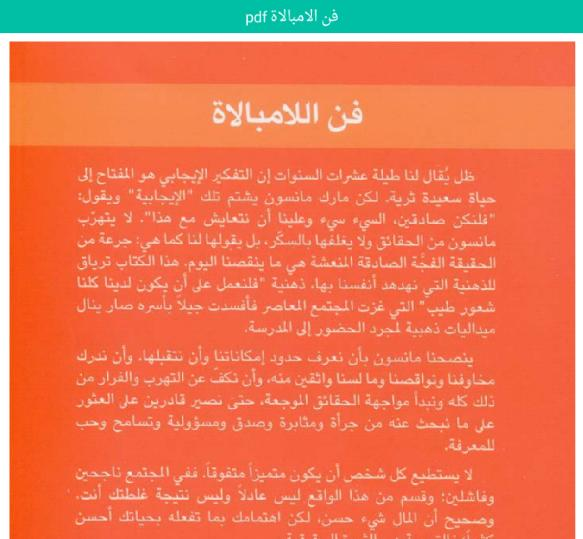 فن الامبالاة pdf
فن اللامبالاة
ظل يُقال لنا طيلة عشرات السنوات إن التفكير الإيجابي هو المفتاح إلى
حياة سعيدة ثرية. لكن مارك مانسون يشتم تلك "الإيجابية" ويقول:
"فلنكن صادقين، السيء سيء وعلينا أن نتعايش مع هذا". لا يتهرّب
مانسون من الحقائق ولا يغلفها بالسكّر، بل يقولها لنا كما هي: جرعة من
الحقيقة الفجَّة الصادقة المنعشة هي ما ينقصنا اليوم. هذا الكتاب ترياق
للذهنية التي نهدهد أنفسنا بها، ذهنية "فلنعمل على أن يكون لدينا كلنا
شعور طيب" التي غزت المجتمع المعاصر فأفسدت جيلاً بأسره صار ينال
ميداليات ذهبية لمجرد الحضور إلى المدرسة.
ينصحنا مانسون بأن نعرف حدود إمكاناتنا وأن نتقبلها. وأن ندرك
مخاوفنا ونواقصنا وما لسنا واثقين منه، وأن نكفّ عن التهرب والفرار من
ذلك كله ونبدأ مواجهة الحقائق الموجعة، حتى نصير قادرين على العثور
على ما نبحث عنه من جرأة ومثابرة وصدق ومسؤولية وتسامح وحب
للمعرفة.
لا يستطيع كل شخص أن يكون متميزاً متفوقاً. ففي المجتمع ناجحين
وفاشلين؛ وقسم من هذا الواقع ليس عادلاً وليس نتيجة غلطتك أنت.
وصحيح أن المال شيء حسن، لكن اهتمامك بما تفعله بحياتك أحسن